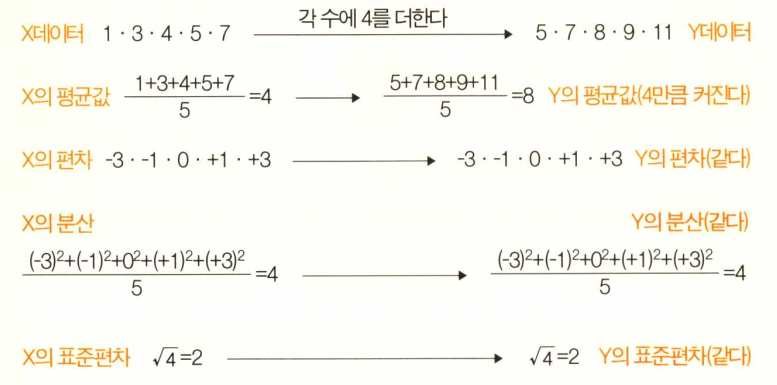 각 수에 4를 더한다
X데이터 1 · 3 · 4 · 5 · 7 → 5 · 7 · 8 · 9 · 11 Y데이터
X의 평균값 (1+3+4+5+7)/5 =4 → (5+7+8+9+11)/5 =8 Y의 평균값(4만큼 커진다)
X의 편차 -3 · -1 · 0 · +1 · +3 → -3 · -1 · 0 · +1 · +3 Y의 편차(같다)
X의 분산 Y의 분산(같다)
((-3)²+(-1)²+0²+(+1)²+(+3)²)/5 =4 → ((-3)²+(-1)²+0²+(+1)²+(+3)²)/5 =4
X의 표준편차 √4=2 → √4=2 Y의 표준편차(같다)